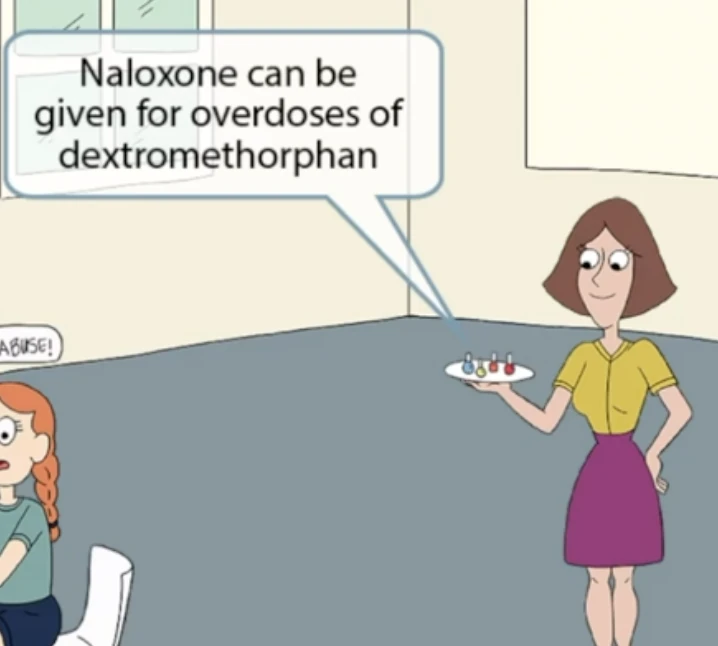 Naloxone can be
given for overdoses of
dextromethorphan
ABUSE!